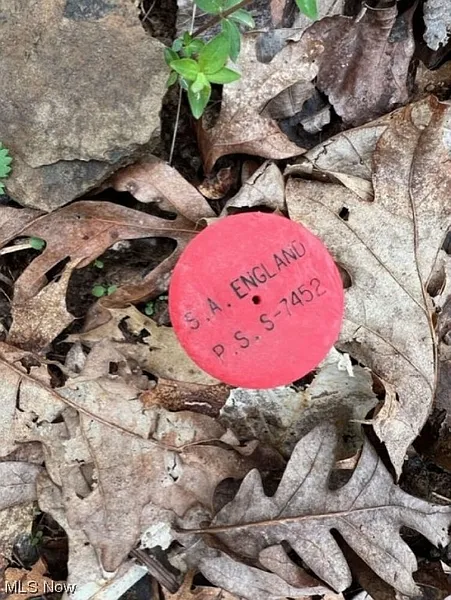 S.A. ENGLAND
P.S. S-7452
MLS Now